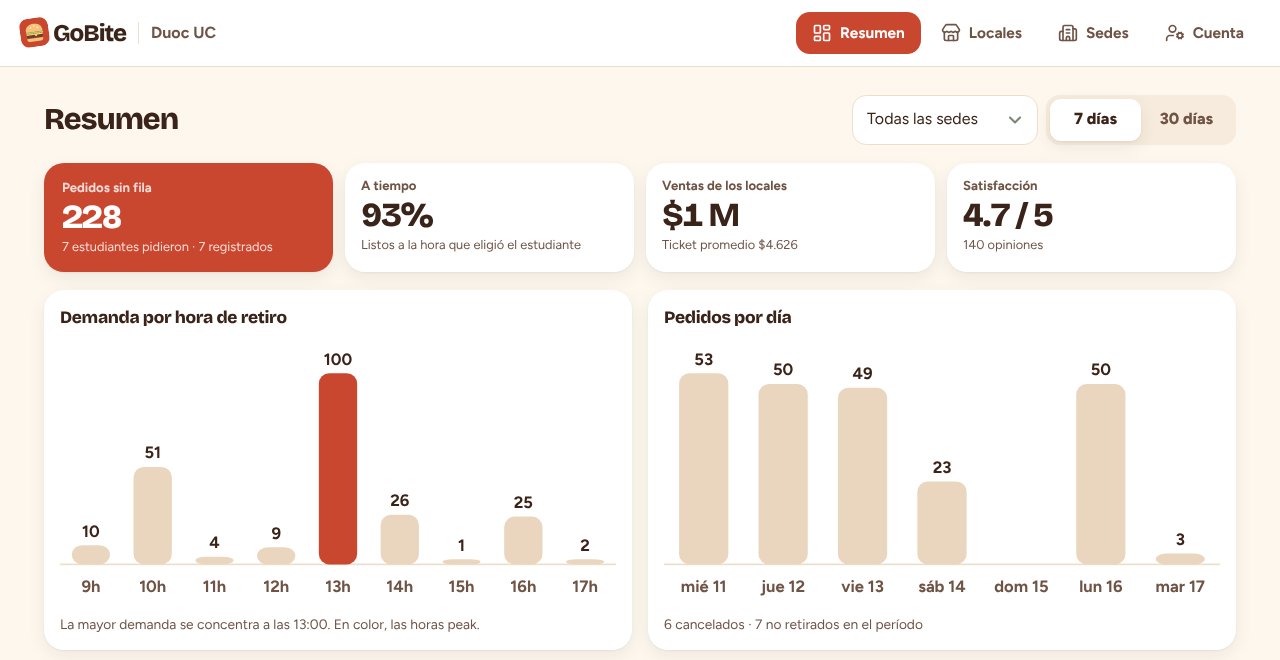 GoBite Duoc UC Resumen Locales Sedes Cuenta
Resumen Todas las sedes 7 días 30 días
Pedidos sin fila
228
7 estudiantes pidieron · 7 registrados
A tiempo
93%
Listos a la hora que eligió el estudiante
Ventas de los locales
$1 M
Ticket promedio $4.626
Satisfacción
4.7 / 5
140 opiniones
Demanda por hora de retiro
10 51 4 9 100 26 1 25 2
9h 10h 11h 12h 13h 14h 15h 16h 17h
La mayor demanda se concentra a las 13:00. En color, las horas peak.
Pedidos por día
53 50 49 23 50 3
mié 11 jue 12 vie 13 sáb 14 dom 15 lun 16 mar 17
6 cancelados · 7 no retirados en el período